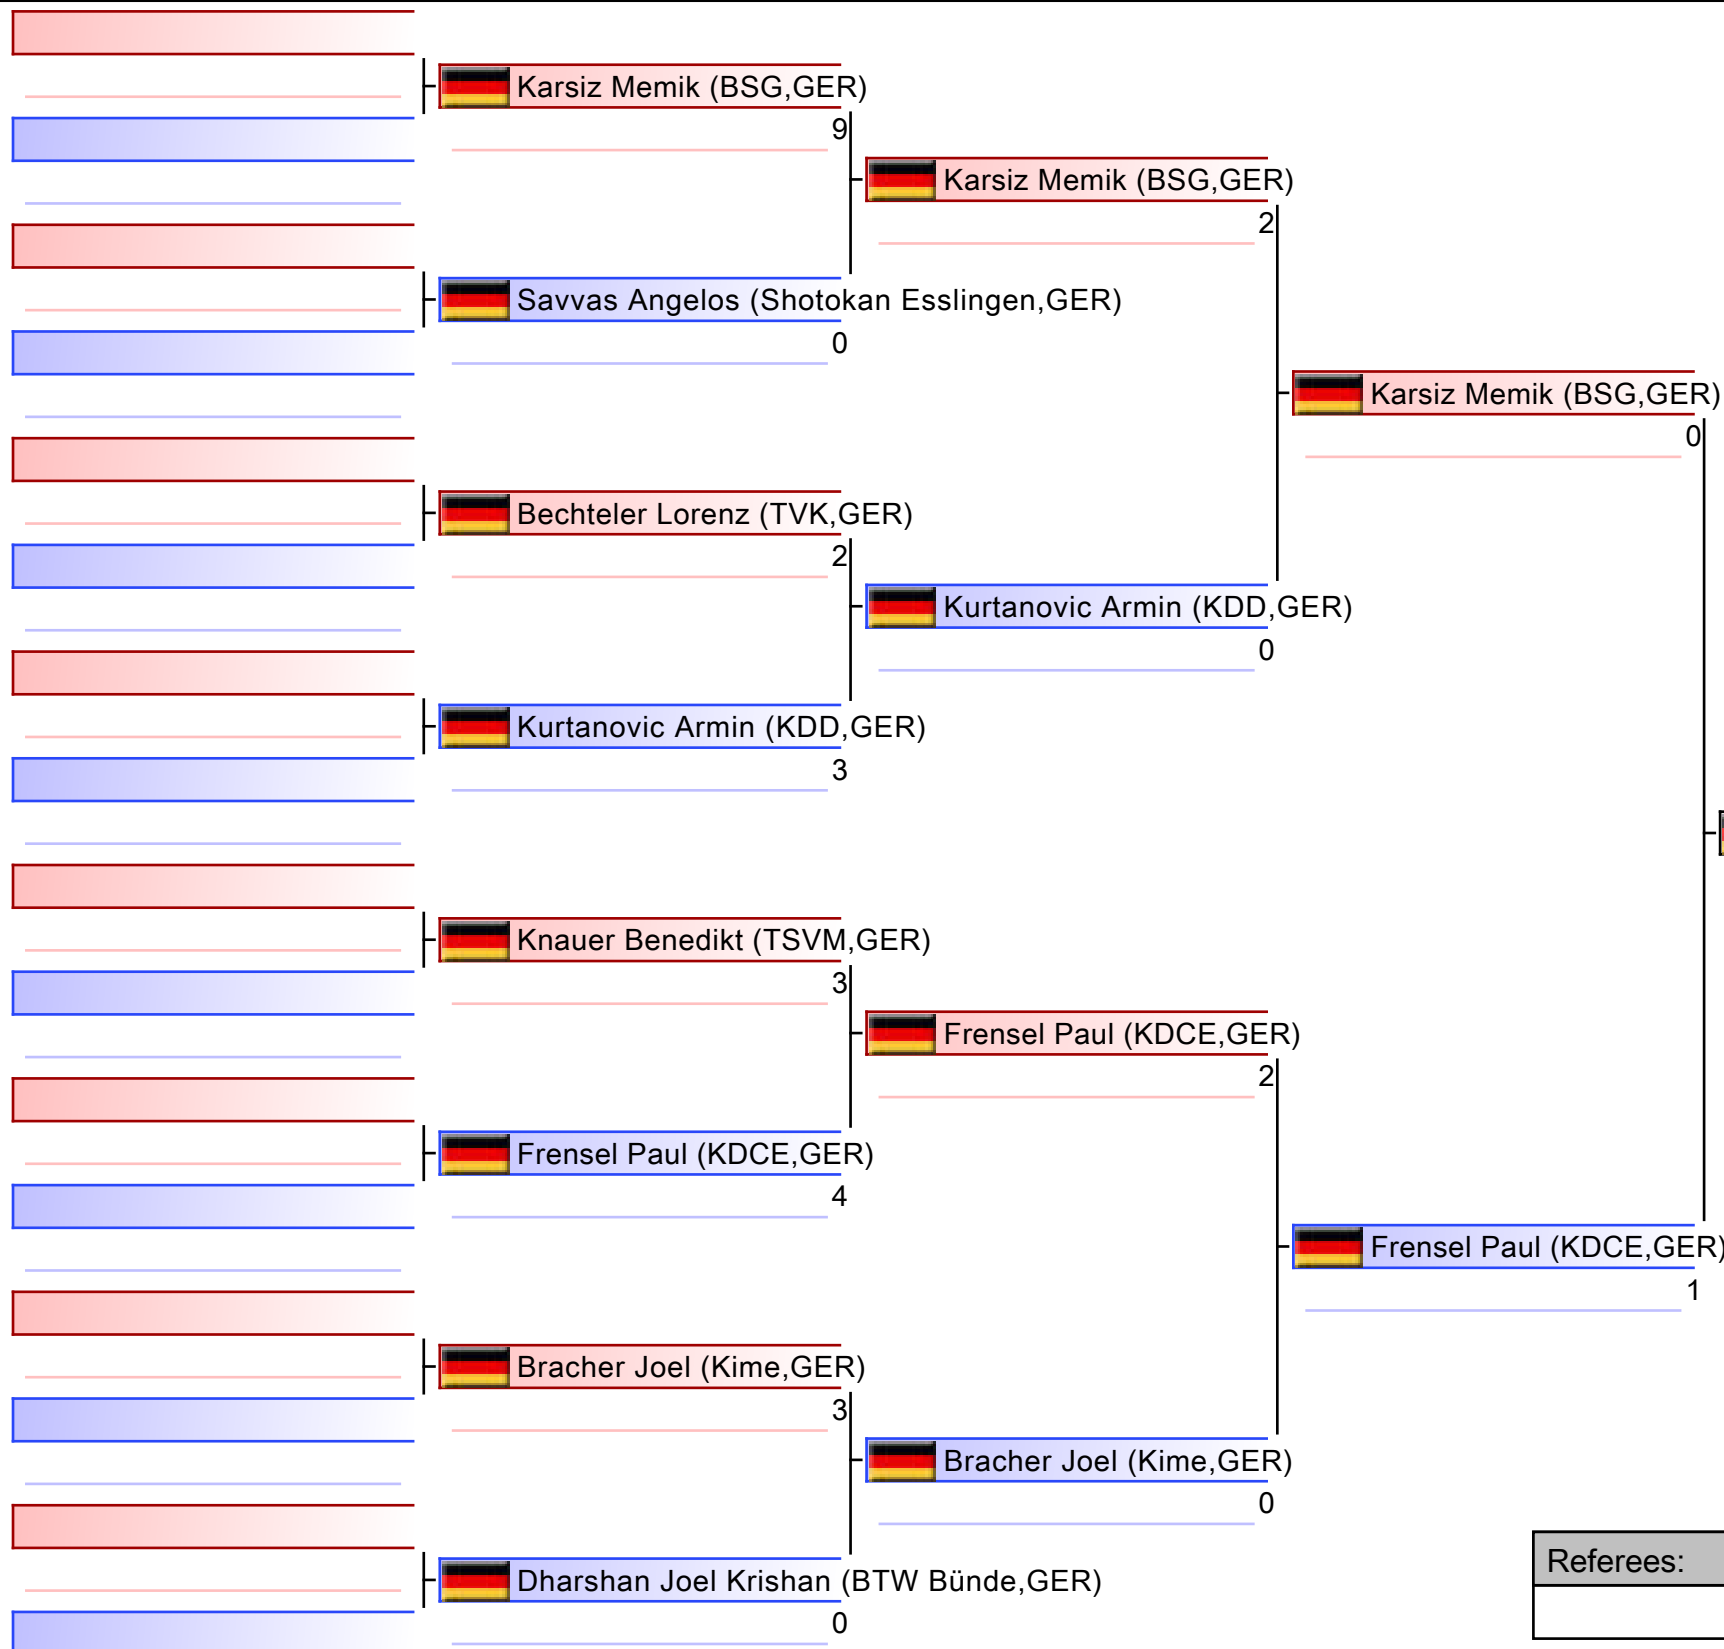 Karsiz Memik (BSG,GER)
9
Karsiz Memik (BSG,GER)
2
Savvas Angelos (Shotokan Esslingen,GER)
0
Karsiz Memik (BSG,GER)
0
Bechteler Lorenz (TVK,GER)
2
Kurtanovic Armin (KDD,GER)
0
Kurtanovic Armin (KDD,GER)
3
Knauer Benedikt (TSVM,GER)
3
Frensel Paul (KDCE,GER)
2
Frensel Paul (KDCE,GER)
4
Frensel Paul (KDCE,GER)
1
Bracher Joel (Kime,GER)
3
Bracher Joel (Kime,GER)
0
Dharshan Joel Krishan (BTW Bünde,GER)
0
Referees: